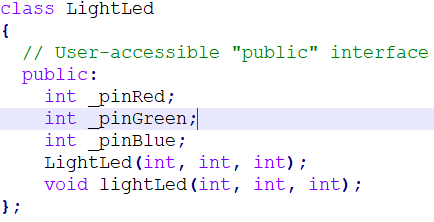 class LightLed
{
  // User-accessible "public" interface
  public:
    int _pinRed;
    int _pinGreen;
    int _pinBlue;
    LightLed(int, int, int);
    void lightLed(int, int, int);
};